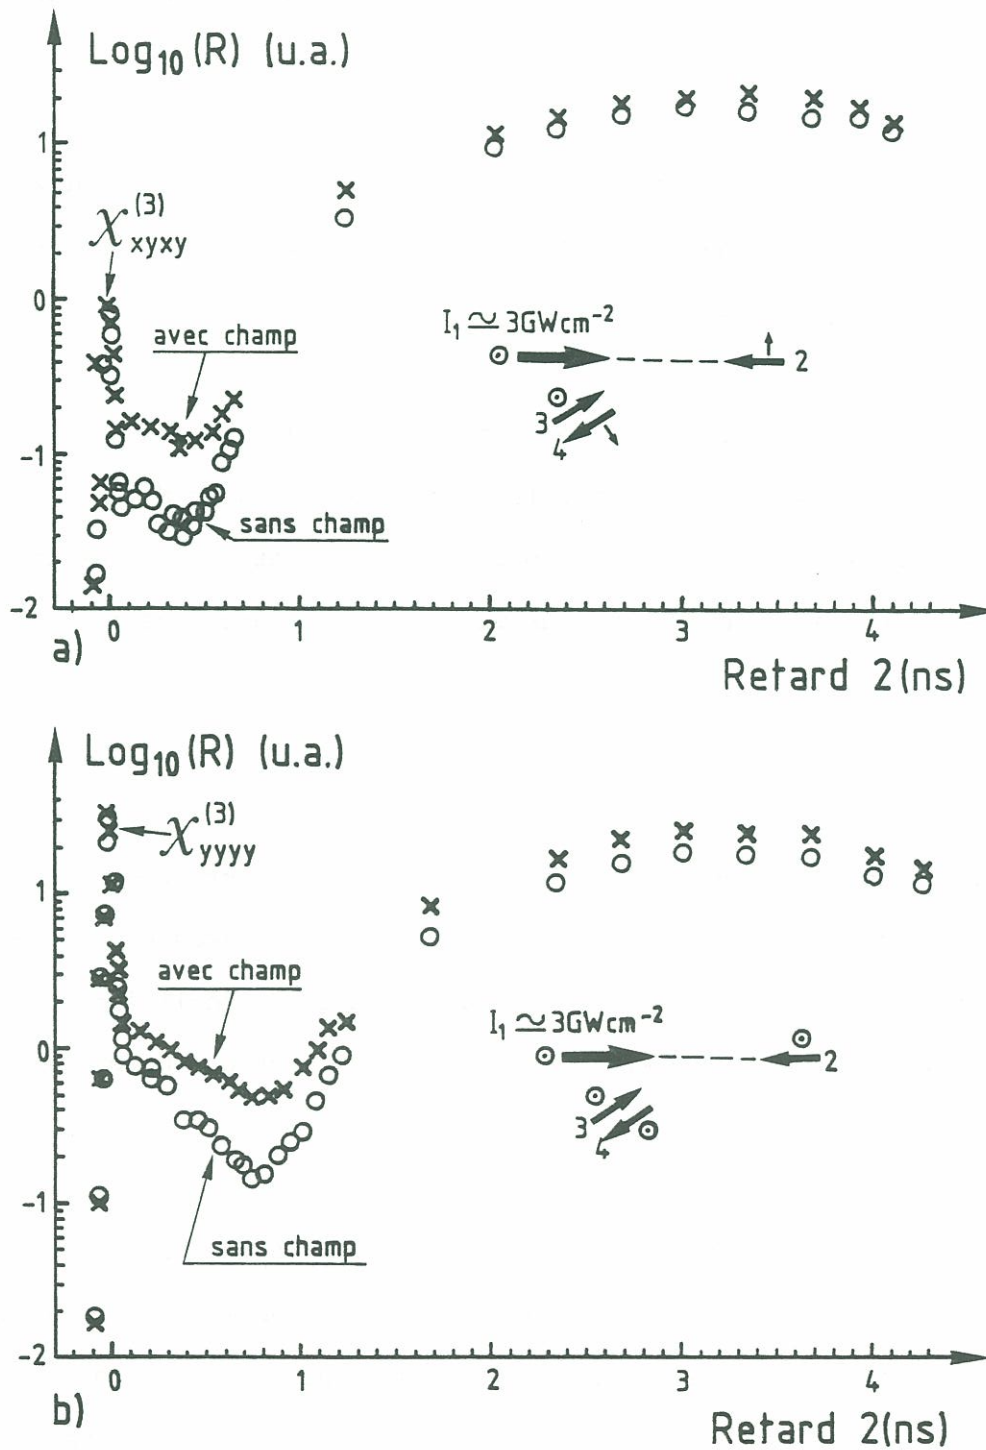 Log₁₀(R) (u.a.)
1
χ⁽³⁾xyxy
0
I₁ ≃ 3GWcm⁻²
avec champ
2
3
4
-1
sans champ
-2
0 1 2 3 4
a)
Retard 2(ns)
Log₁₀(R) (u.a.)
χ⁽³⁾yyyy
1
avec champ
I₁ ≃ 3GWcm⁻²
0
2
3
4
-1
sans champ
-2
0 1 2 3 4
b)
Retard 2(ns)